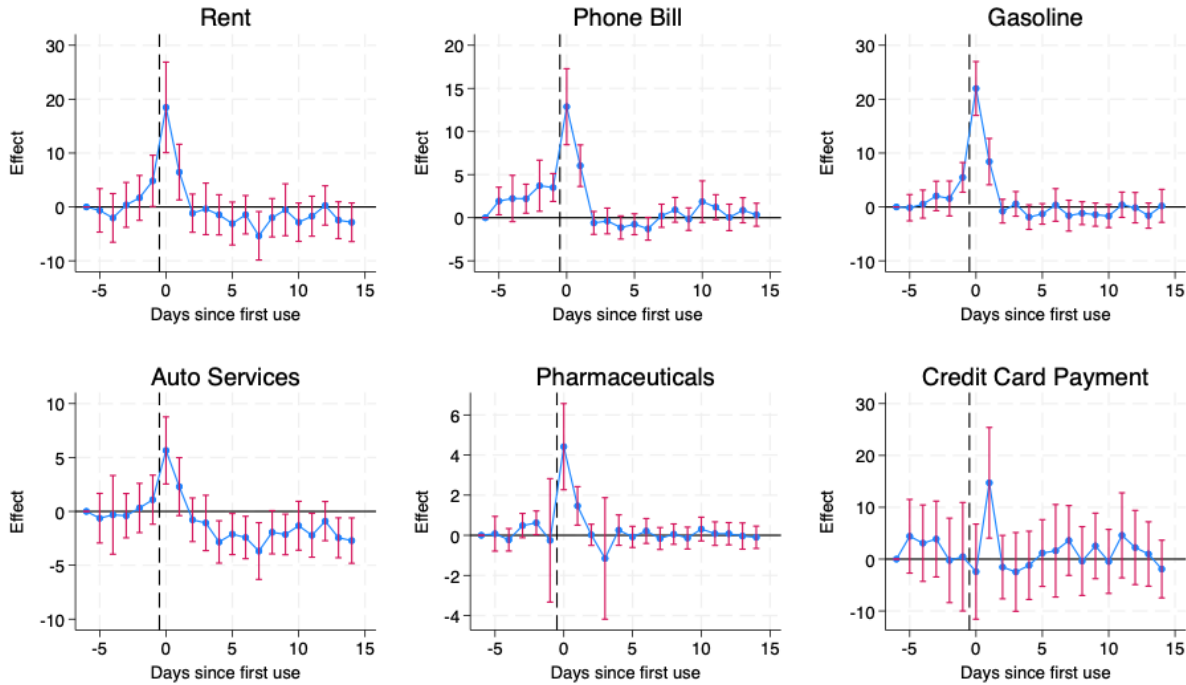 Rent
30
20
10
0
-10
Effect
-5 0 5 10 15
Days since first use
Phone Bill
20
15
10
5
0
-5
Effect
-5 0 5 10 15
Days since first use
Gasoline
30
20
10
0
-10
Effect
-5 0 5 10 15
Days since first use
Auto Services
10
5
0
-5
-10
Effect
-5 0 5 10 15
Days since first use
Pharmaceuticals
6
4
2
0
-2
-4
Effect
-5 0 5 10 15
Days since first use
Credit Card Payment
30
20
10
0
-10
Effect
-5 0 5 10 15
Days since first use